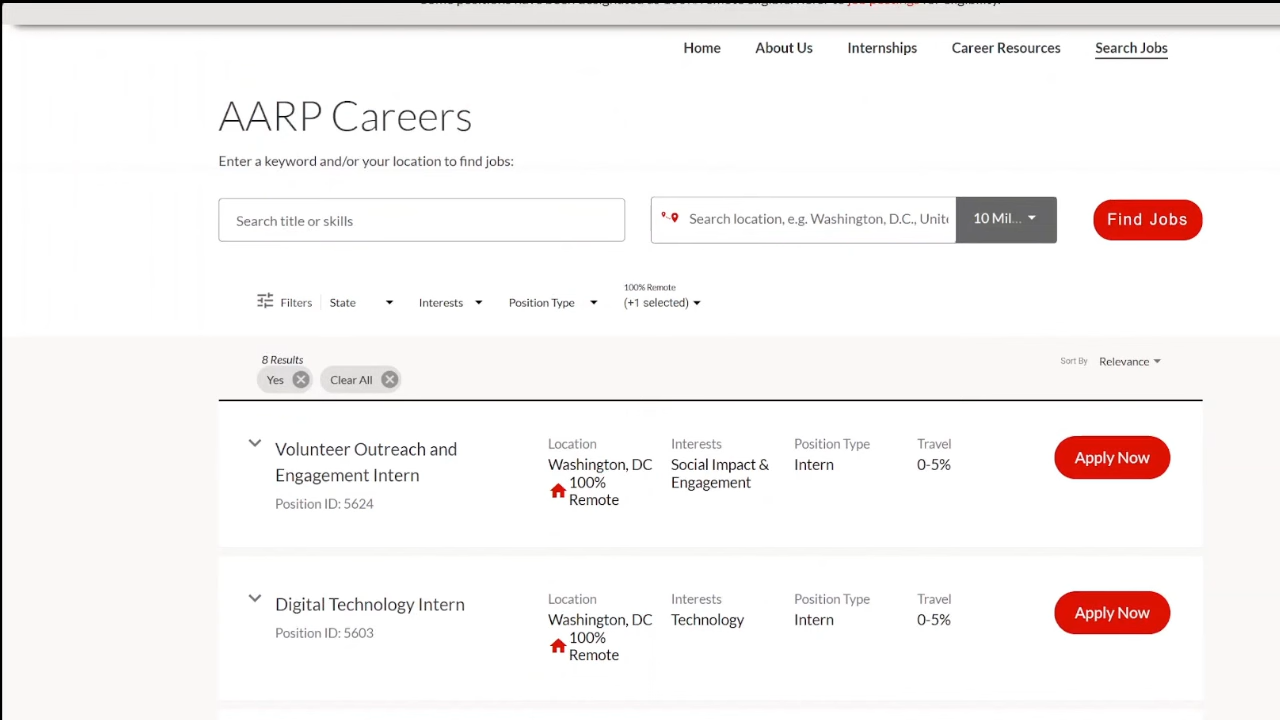 Home About Us Internships Career Resources Search Jobs
AARP Careers
Enter a keyword and/or your location to find jobs:
Search title or skills
Search location, e.g. Washington, D.C., Unit
10 Mil...
Find Jobs
100% Remote
Filters State Interests Position Type (+1 selected)
8 Results
Sort By Relevance
Yes Clear All
Volunteer Outreach and
Engagement Intern
Position ID: 5624
Location
Washington, DC
100%
Remote
Interests
Social Impact &
Engagement
Position Type
Intern
Travel
0-5%
Apply Now
Digital Technology Intern
Position ID: 5603
Location
Washington, DC
100%
Remote
Interests
Technology
Position Type
Intern
Travel
0-5%
Apply Now